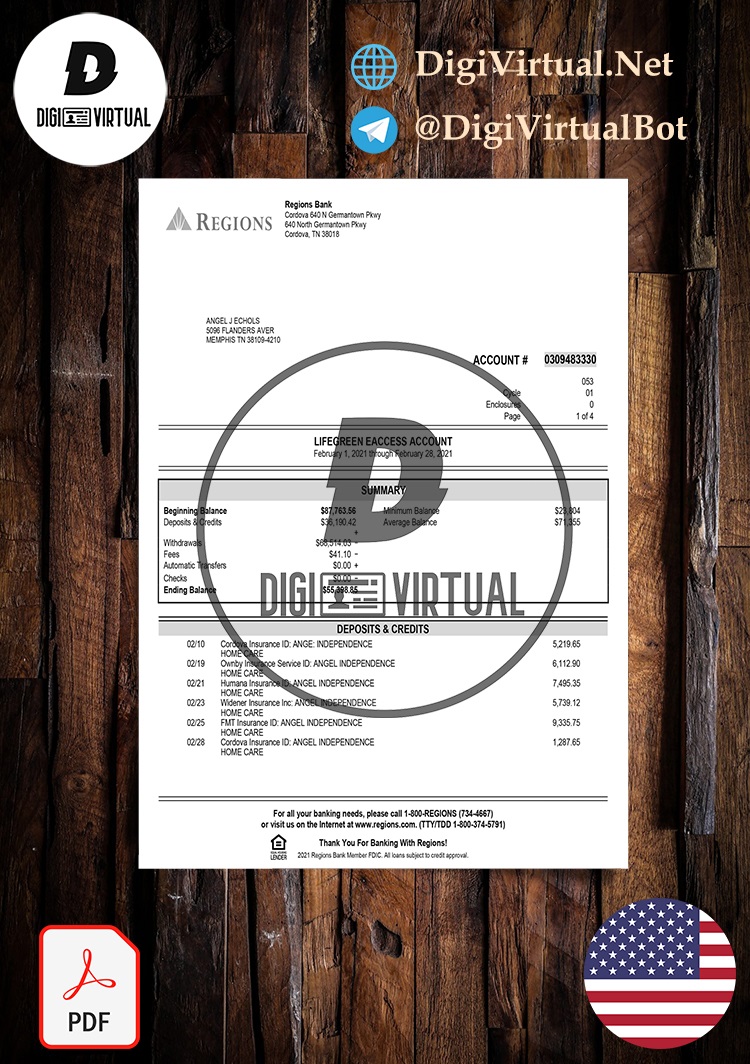 D
DIGI VIRTUAL
DigiVirtual.Net
@DigiVirtualBot
REGIONS
Regions Bank
Cordova 640 N Germantown Pkwy
640 North Germantown Pkwy
Cordova, TN 38018
ANGEL J ECHOLS
5096 FLANDERS AVER
MEMPHIS TN 38109-4210
ACCOUNT # 0309483330
053
Cycle 01
Enclosures 0
Page 1 of 4
LIFEGREEN EACCESS ACCOUNT
February 1, 2021 through February 28, 2021
SUMMARY
Beginning Balance $87,763.56 Minimum Balance $23,804
Deposits & Credits $36,190.42 + Average Balance $71,355
Withdrawals $68,514.03 -
Fees $41.10 -
Automatic Transfers $0.00 +
Checks $0.00 -
Ending Balance $55,398.85
D
DIGI VIRTUAL
DEPOSITS & CREDITS
02/10 Cordova Insurance ID: ANGE: INDEPENDENCE 5,219.65
HOME CARE
02/19 Ownby Insurance Service ID: ANGEL INDEPENDENCE 6,112.90
HOME CARE
02/21 Humana Insurance ID: ANGEL INDEPENDENCE 7,495.35
HOME CARE
02/23 Widener Insurance Inc: ANGEL INDEPENDENCE 5,739.12
HOME CARE
02/25 FMT Insurance ID: ANGEL INDEPENDENCE 9,335.75
HOME CARE
02/28 Cordova Insurance ID: ANGEL INDEPENDENCE 1,287.65
HOME CARE
For all your banking needs, please call 1-800-REGIONS (734-4667)
or visit us on the Internet at www.regions.com. (TTY/TDD 1-800-374-5791)
Thank You For Banking With Regions!
2021 Regions Bank Member FDIC. All loans subject to credit approval.
LENDER
PDF